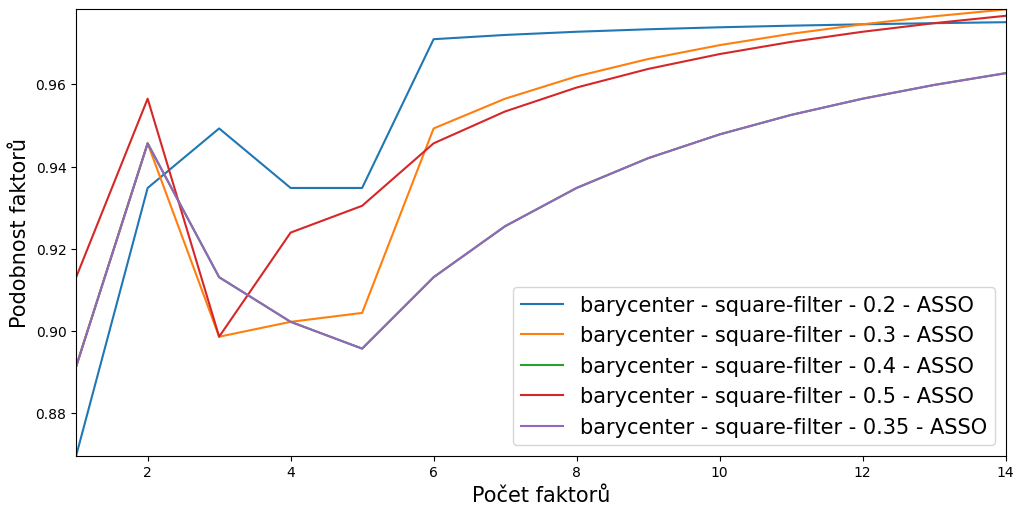 0.96
0.94
0.92
0.90
0.88
Podobnost faktorů
barycenter - square-filter - 0.2 - ASSO
barycenter - square-filter - 0.3 - ASSO
barycenter - square-filter - 0.4 - ASSO
barycenter - square-filter - 0.5 - ASSO
barycenter - square-filter - 0.35 - ASSO
2 4 6 8 10 12 14
Počet faktorů